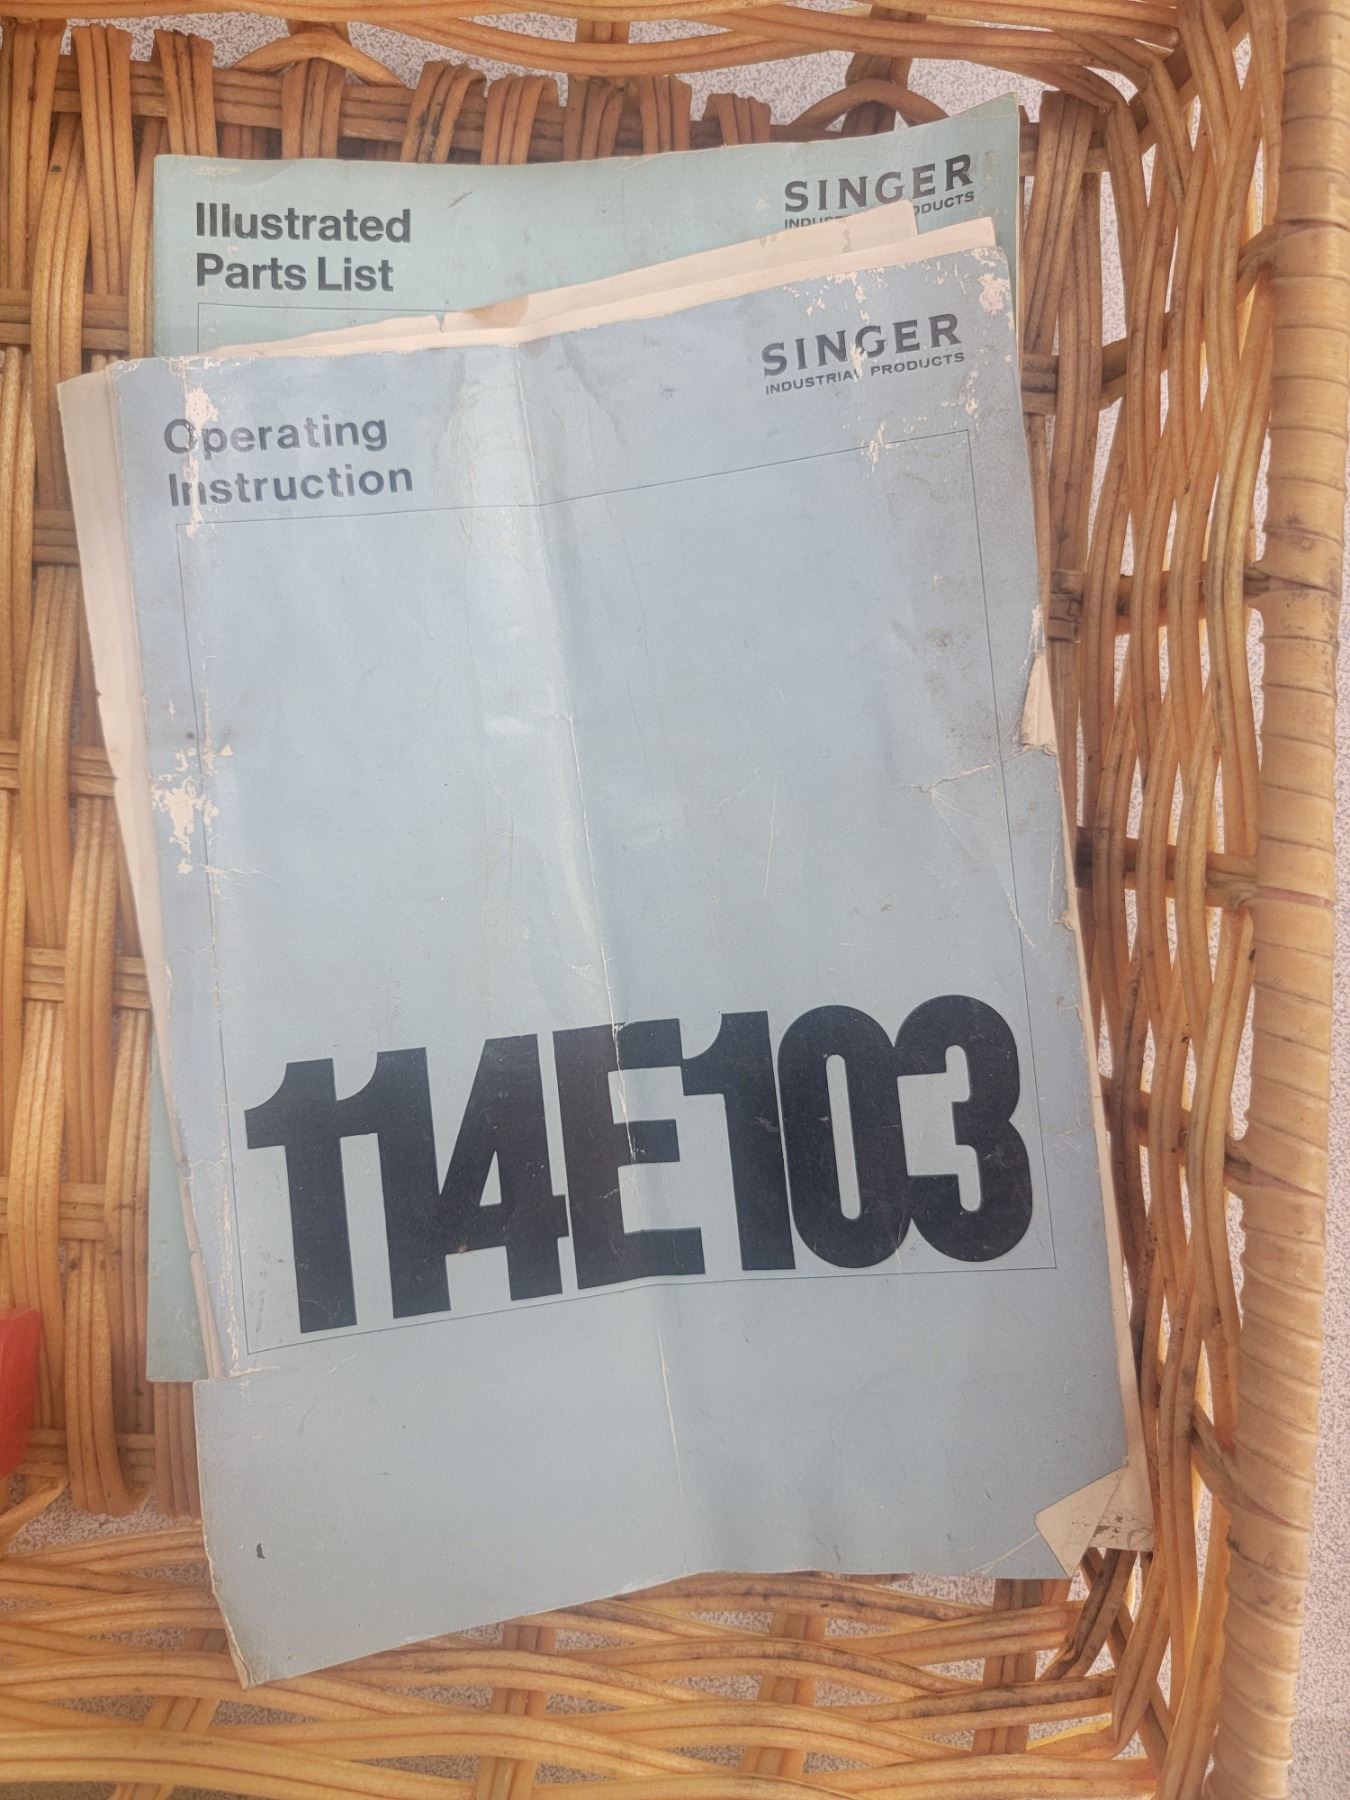 Illustrated
Parts List
SINGER
Operating
Instruction
SINGER
INDUSTRIAL PRODUCTS
114E103